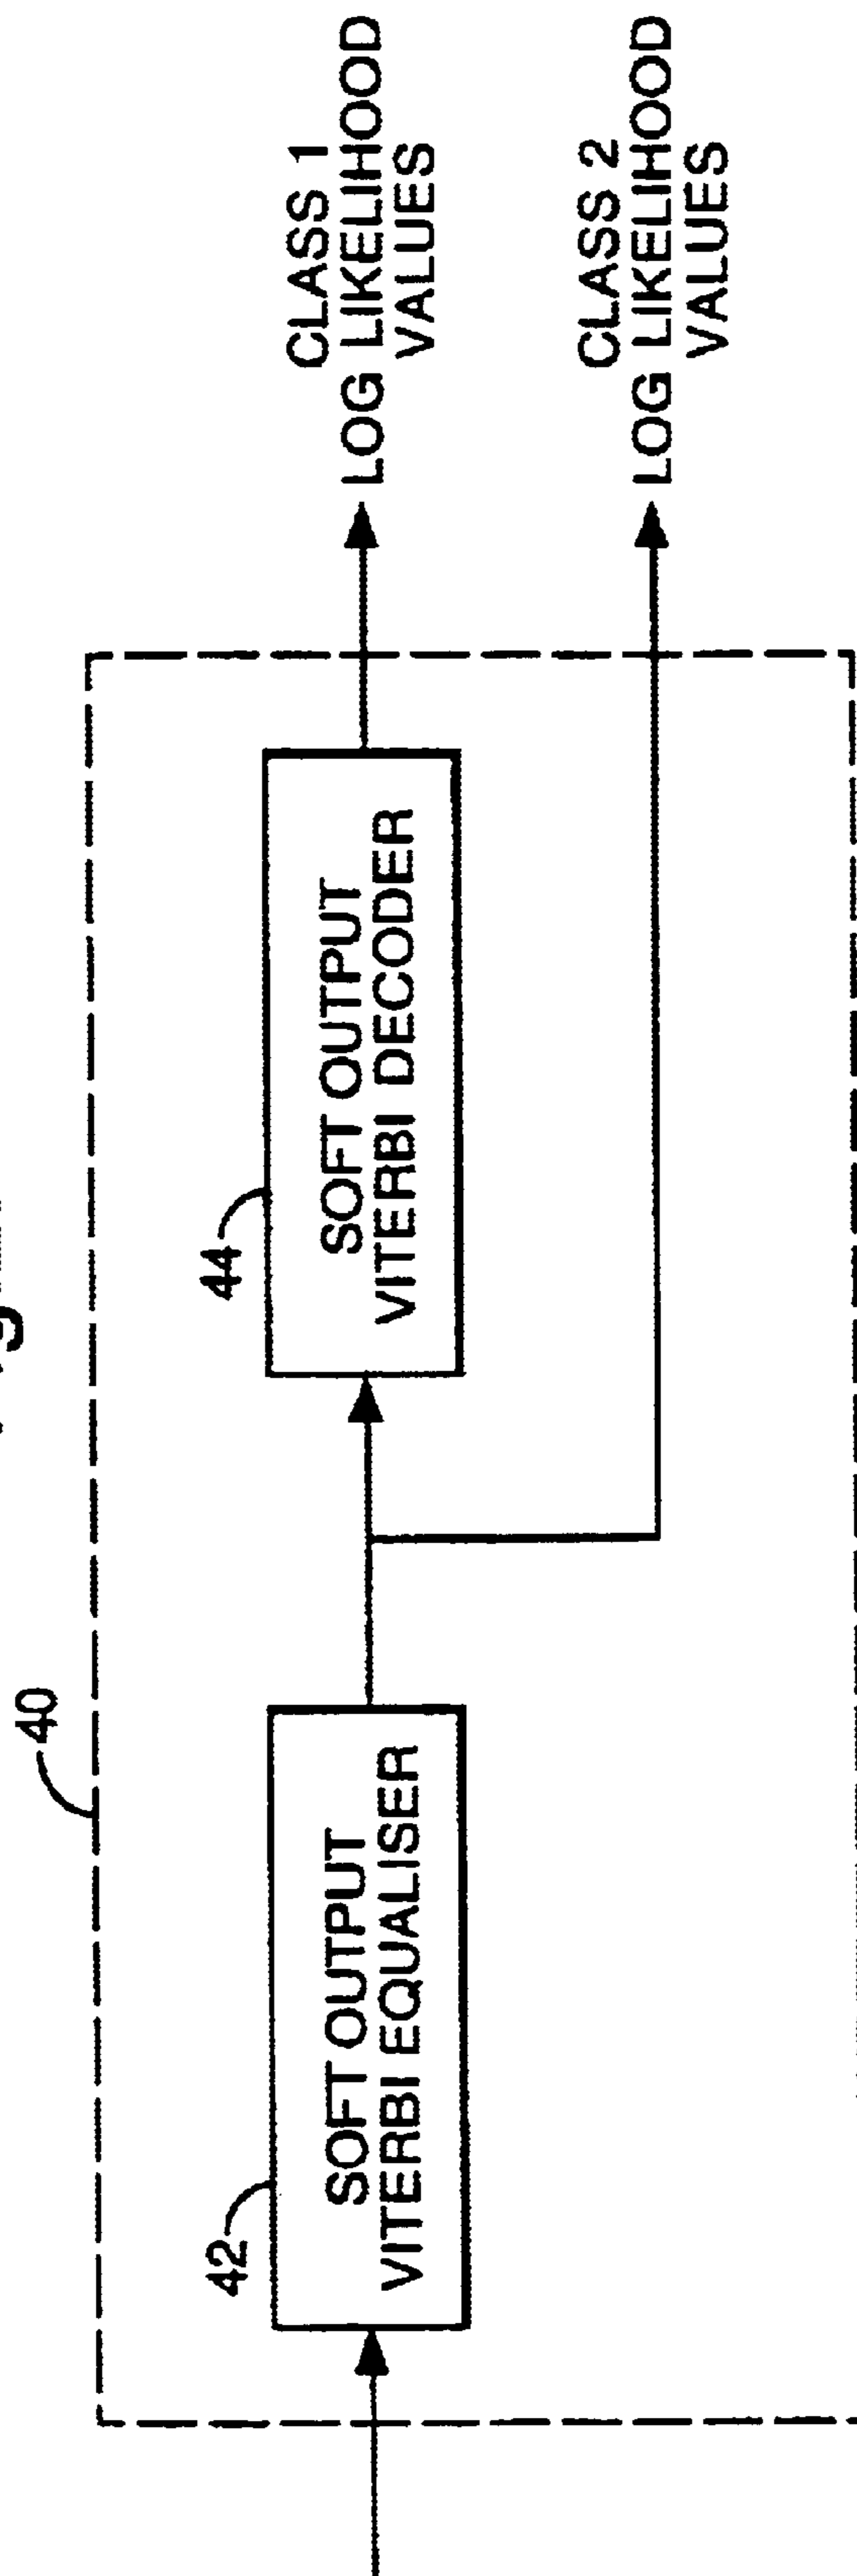 40
42
SOFT OUTPUT
VITERBI EQUALISER
44
SOFT OUTPUT
VITERBI DECODER
CLASS 1
LOG LIKELIHOOD
VALUES
CLASS 2
LOG LIKELIHOOD
VALUES